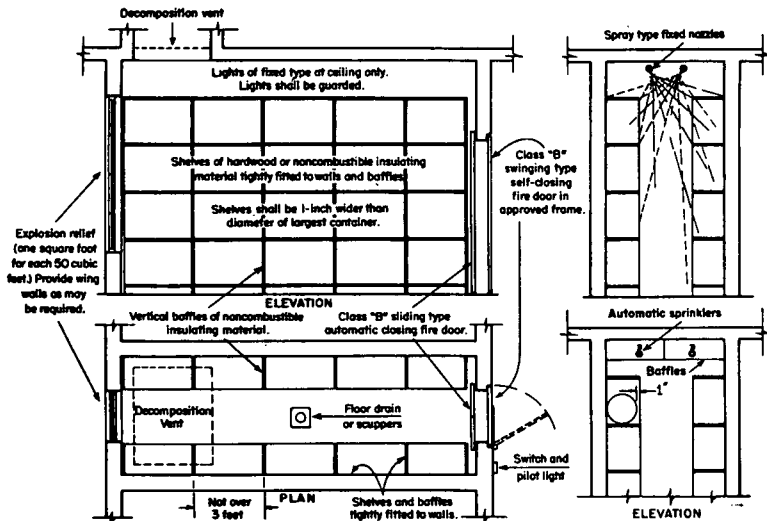 Decomposition vent
Lights of fixed type at ceiling only.
Lights shall be guarded.
Shelves of hardwood or noncombustible insulating
material tightly fitted to walls and baffles.
Shelves shall be 1-inch wider than
diameter of largest container.
Explosion relief
(one square foot
for each 50 cubic
feet.) Provide wing
walls as may
be required.
Class "B"
swinging type
self-closing
fire door in
approved frame.
ELEVATION
Vertical baffles of noncombustible
insulating material.
Class "B" sliding type
automatic closing fire door.
Decomposition
Vent
Floor drain
or scuppers
Switch and
pilot light
Not over
3 feet
PLAN
Shelves and baffles
tightly fitted to walls.
Spray type fixed nozzles
Automatic sprinklers
Baffles
1"
ELEVATION